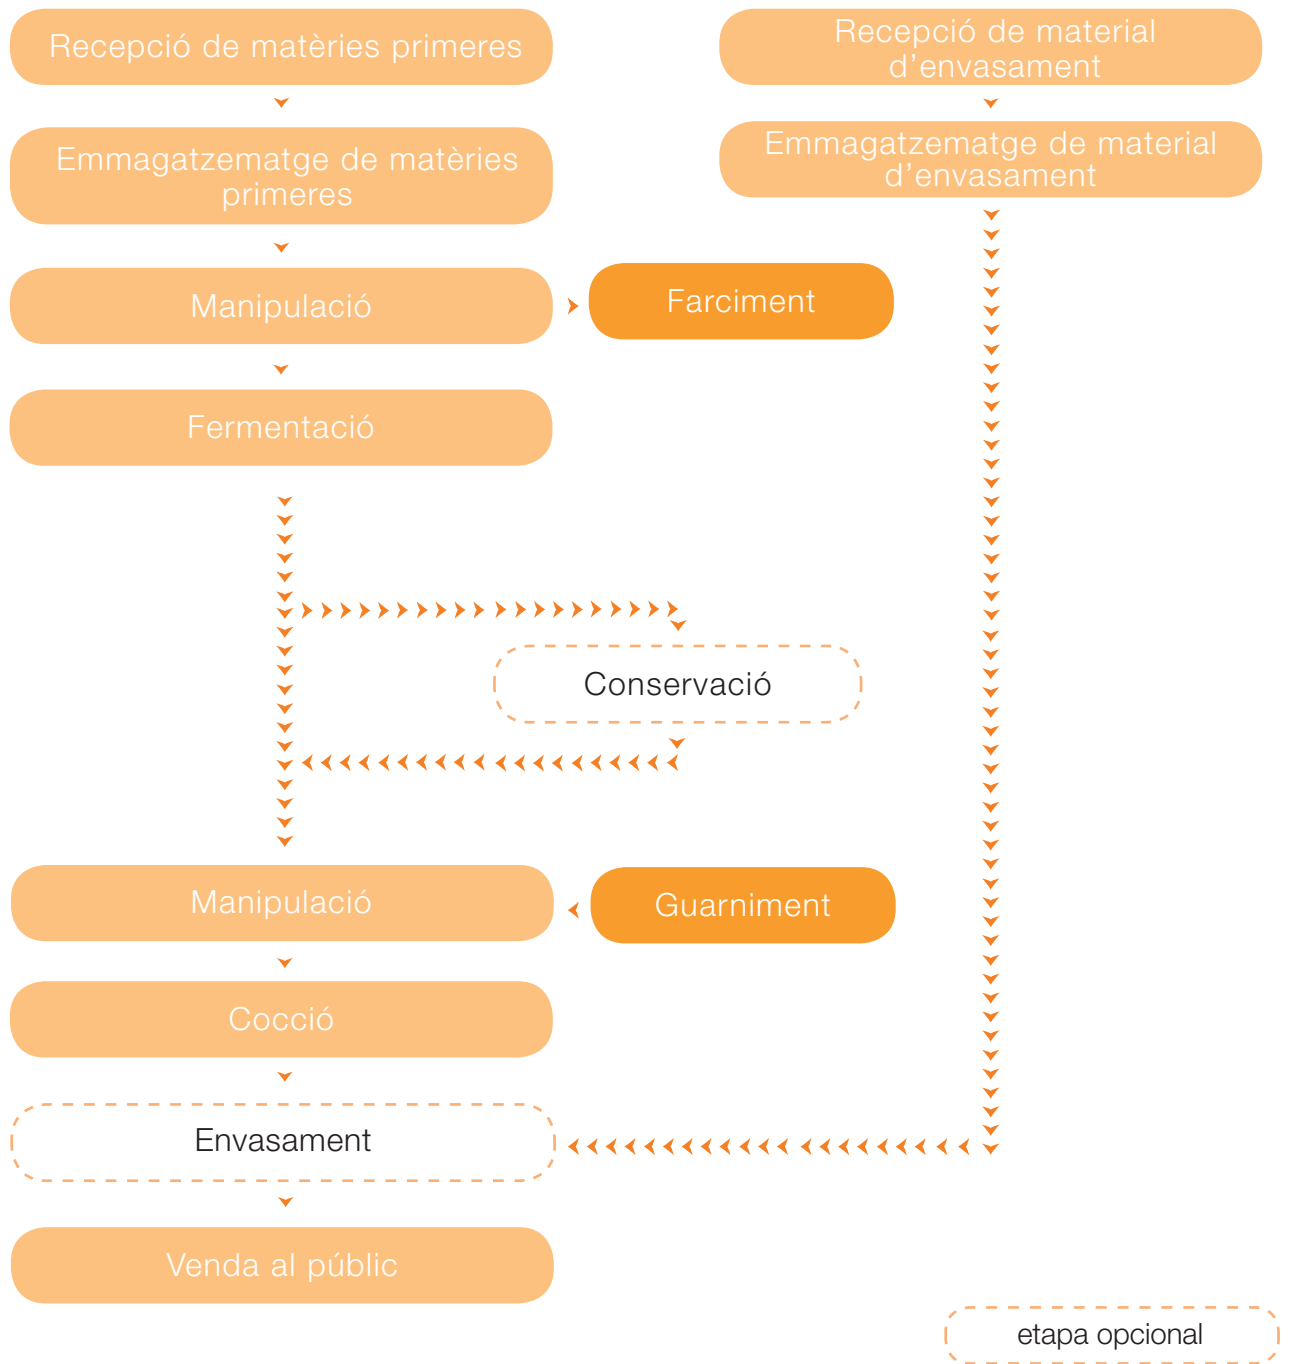 Recepció de matèries primeres
Recepció de material
d’envasament
Emmagatzematge de matèries
primeres
Emmagatzematge de material
d’envasament
Manipulació
Farciment
Fermentació
Conservació
Manipulació
Guarniment
Cocció
Envasament
Venda al públic
etapa opcional